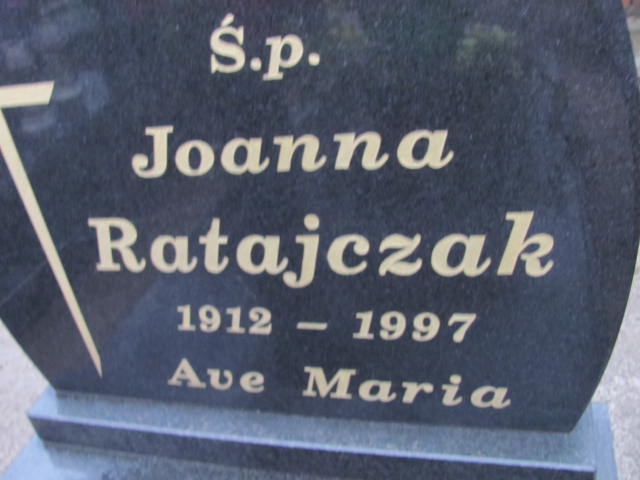 Ś.p.
Joanna
Ratajczak
1912 – 1997
Ave Maria